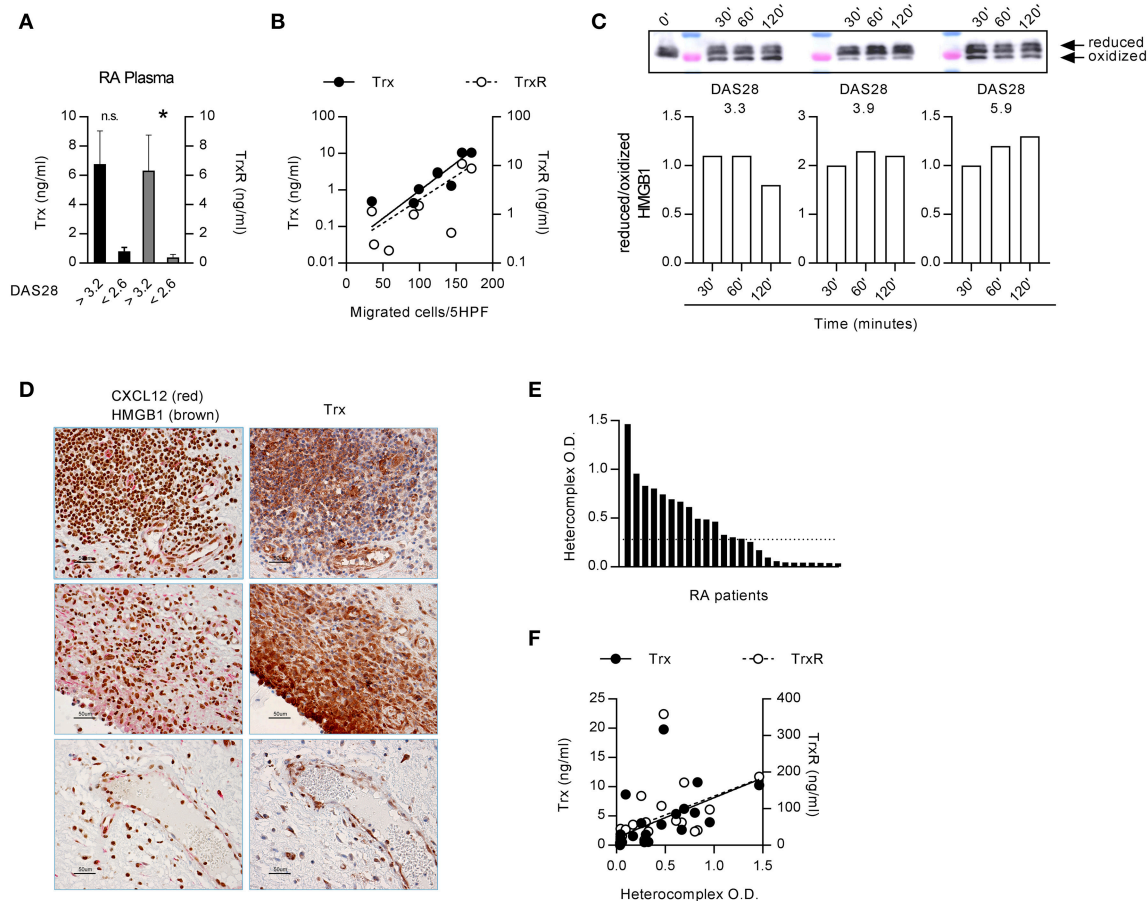 A
RA Plasma
n.s.
*
10
8
6
4
2
0
10
8
6
4
2
0
Trx (ng/ml)
TrxR (ng/ml)
DAS28
> 3.2
< 2.6
> 3.2
< 2.6
B
Trx
TrxR
100
10
1
0.1
0.01
100
10
1
0.1
Trx (ng/ml)
TrxR (ng/ml)
0
50
100
150
200
Migrated cells/5HPF
C
0'
30'
60'
120'
30'
60'
120'
30'
60'
120'
reduced
oxidized
DAS28
3.3
DAS28
3.9
DAS28
5.9
reduced/oxidized
HMGB1
1.5
1.0
0.5
0.0
3
2
1
0
1.5
1.0
0.5
0.0
30'
60'
120'
30'
60'
120'
30'
60'
120'
Time (minutes)
D
CXCL12 (red)
HMGB1 (brown)
Trx
50um
50um
50um
50um
50um
50um
E
Hetercomplex O.D.
1.5
1.0
0.5
0.0
RA patients
F
Trx
TrxR
25
20
15
10
5
0
400
300
200
100
0
Trx (ng/ml)
TrxR (ng/ml)
0.0
0.5
1.0
1.5
Heterocomplex O.D.